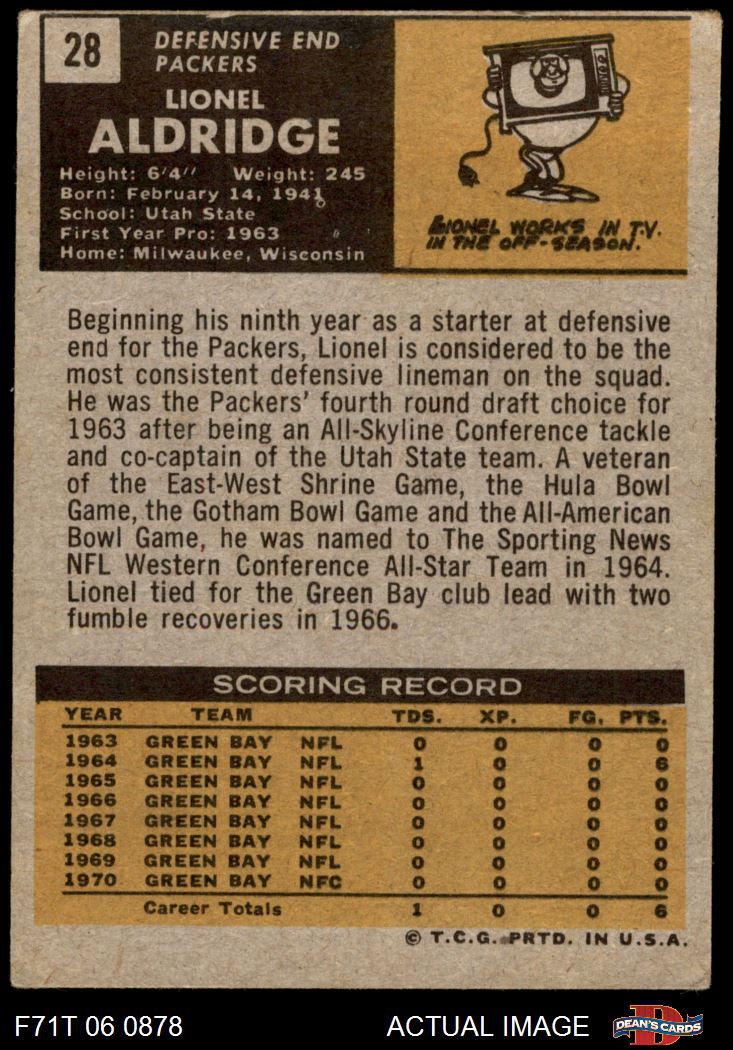 28
DEFENSIVE END
PACKERS
LIONEL
ALDRIDGE
Height: 6'4" Weight: 245
Born: February 14, 1941
School: Utah State
First Year Pro: 1963
Home: Milwaukee, Wisconsin
LIONEL WORKS IN T.V.
IN THE OFF-SEASON.
Beginning his ninth year as a starter at defensive
end for the Packers, Lionel is considered to be the
most consistent defensive lineman on the squad.
He was the Packers' fourth round draft choice for
1963 after being an All-Skyline Conference tackle
and co-captain of the Utah State team. A veteran
of the East-West Shrine Game, the Hula Bowl
Game, the Gotham Bowl Game and the All-American
Bowl Game, he was named to The Sporting News
NFL Western Conference All-Star Team in 1964.
Lionel tied for the Green Bay club lead with two
fumble recoveries in 1966.
SCORING RECORD
YEAR TEAM TDS. XP. FG. PTS.
1963 GREEN BAY NFL 0 0 0 0
1964 GREEN BAY NFL 1 0 0 6
1965 GREEN BAY NFL 0 0 0 0
1966 GREEN BAY NFL 0 0 0 0
1967 GREEN BAY NFL 0 0 0 0
1968 GREEN BAY NFL 0 0 0 0
1969 GREEN BAY NFL 0 0 0 0
1970 GREEN BAY NFC 0 0 0 0
Career Totals 1 0 0 6
© T.C.G. PRTD. IN U.S.A.
F71T 06 0878 ACTUAL IMAGE DEAN'S CARDS